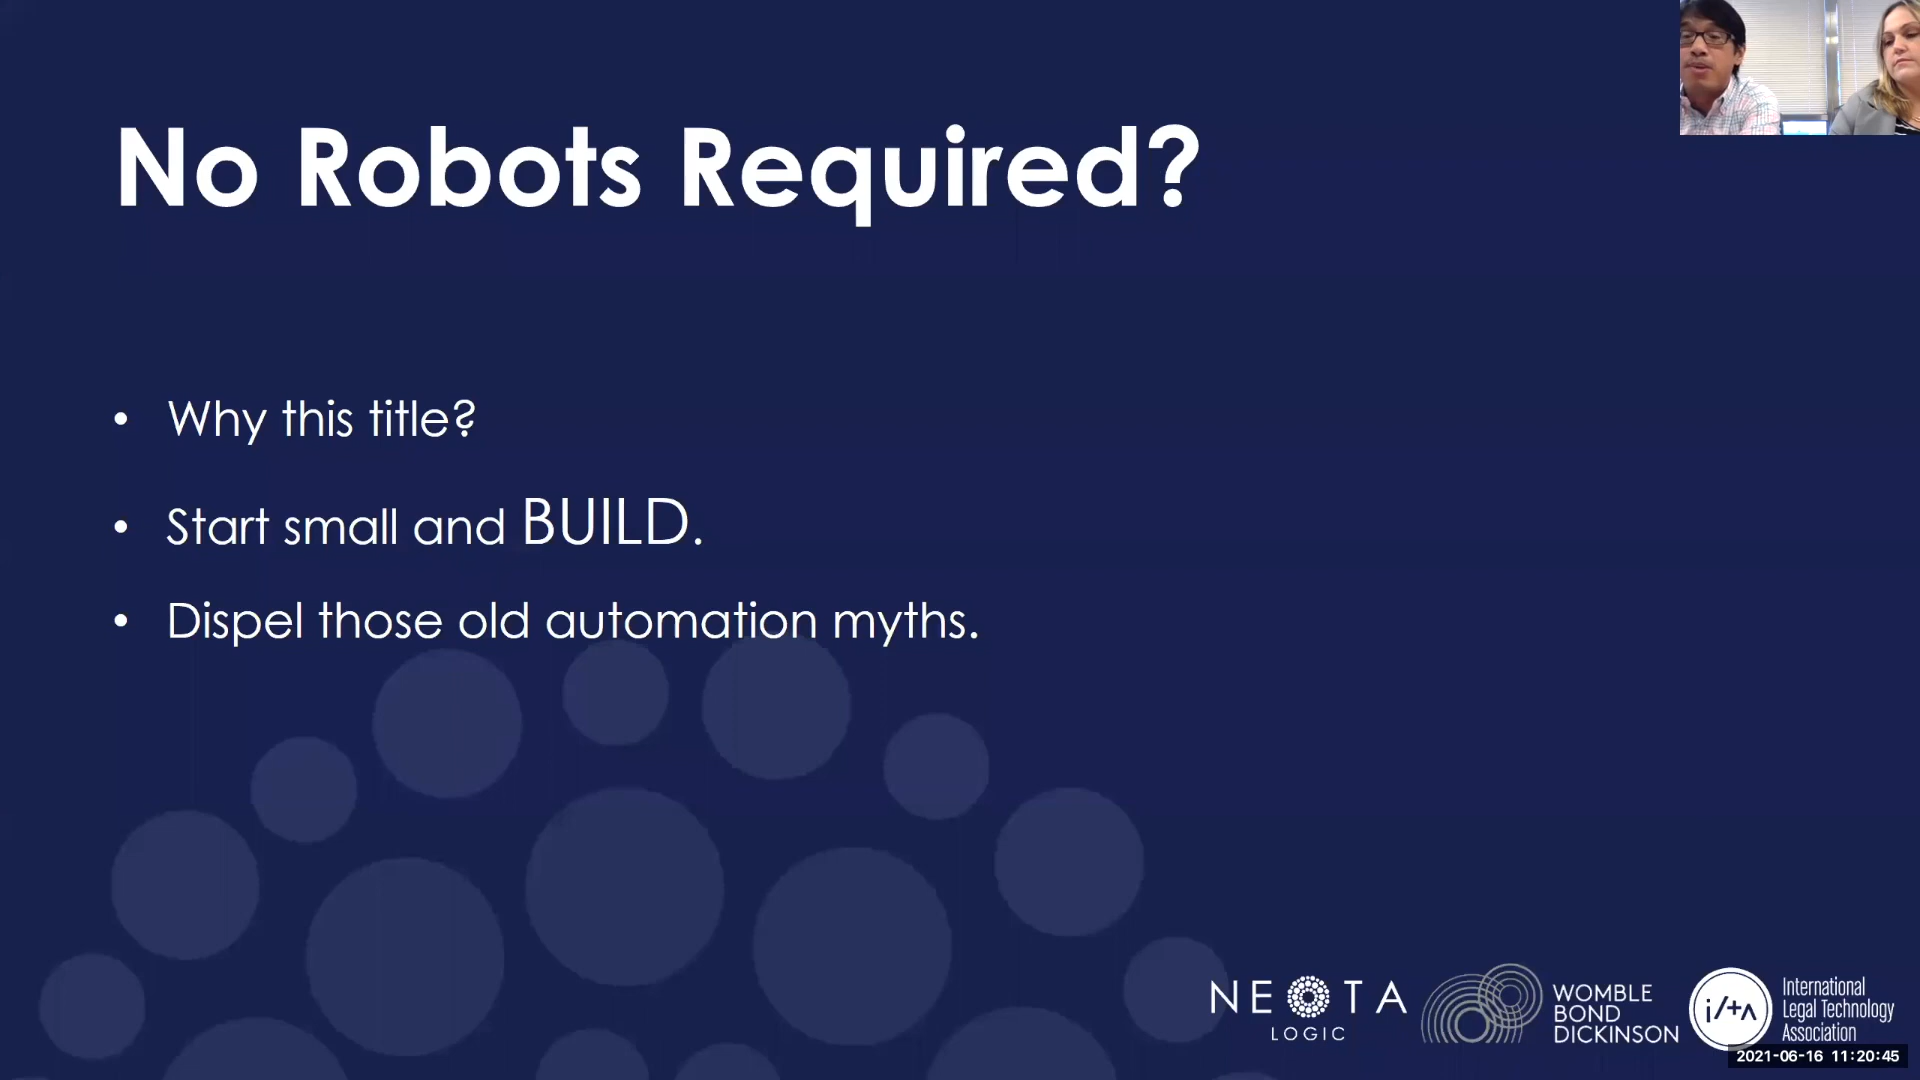 No Robots Required?
• Why this title?
• Start small and BUILD.
• Dispel those old automation myths.
NEOTA
LOGIC
WOMBLE
BOND
DICKINSON
i/t∧
International
Legal Technology
Association
2021-06-16 11:20:45